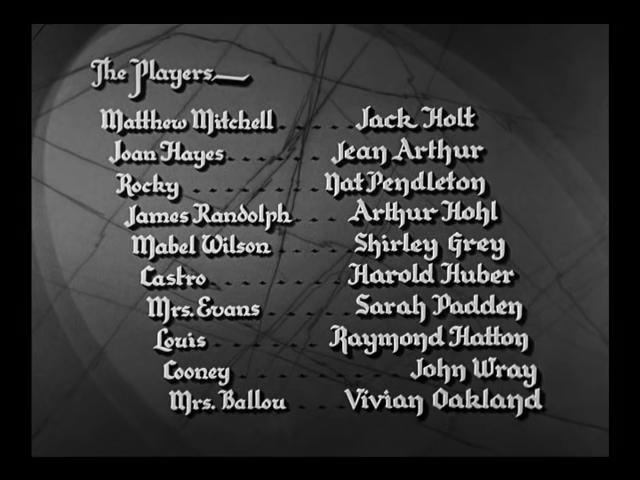 The Players
Matthew Mitchell . . . . Jack Holt
Joan Hayes . . . . . Jean Arthur
Rocky . . . . . . . Nat Pendleton
James Randolph . . . Arthur Hohl
Mabel Wilson . . . . Shirley Grey
Castro . . . . . . . Harold Huber
Mrs. Evans . . . . . Sarah Padden
Louis . . . . . . Raymond Hatton
Cooney . . . . . . . . . John Wray
Mrs. Ballou . . . Vivian Oakland